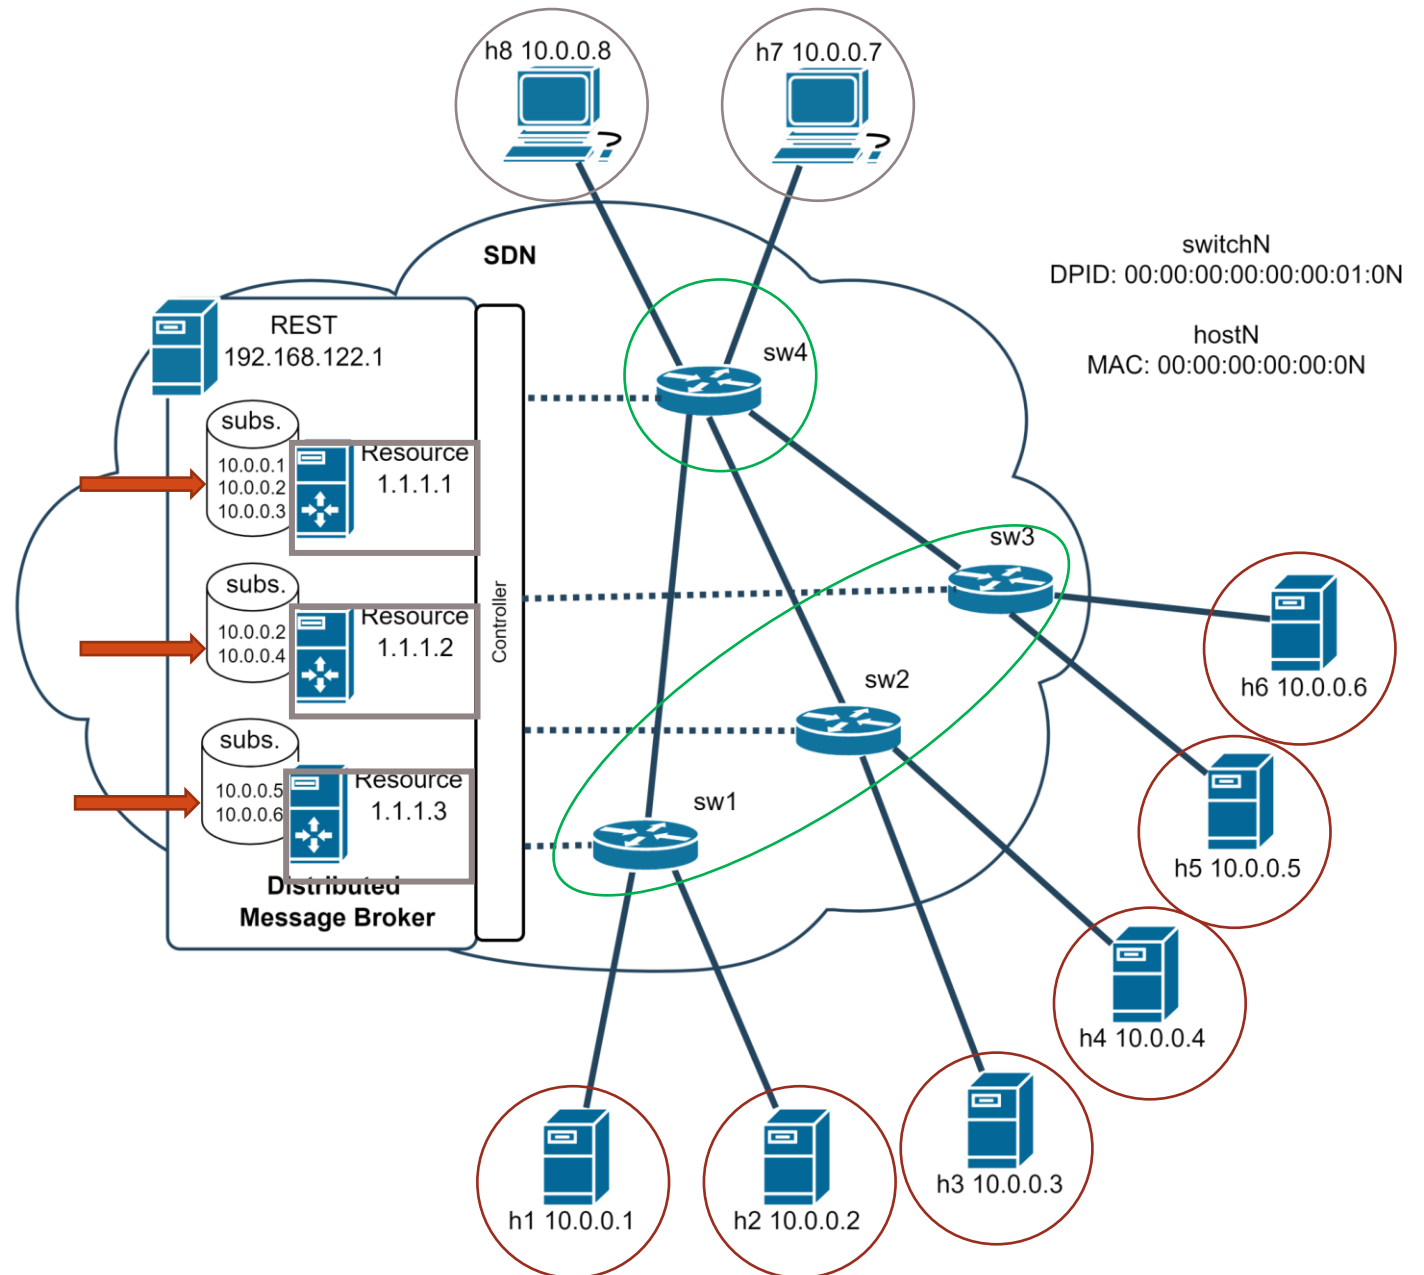 h8 10.0.0.8
h7 10.0.0.7
SDN
switchN
DPID: 00:00:00:00:00:00:01:0N
hostN
MAC: 00:00:00:00:00:0N
REST
192.168.122.1
sw4
subs.
10.0.0.1
10.0.0.2
10.0.0.3
Resource
1.1.1.1
sw3
subs.
10.0.0.2
10.0.0.4
Resource
1.1.1.2
Controller
sw2
h6 10.0.0.6
subs.
10.0.0.5
10.0.0.6
Resource
1.1.1.3
sw1
h5 10.0.0.5
Distributed
Message Broker
h4 10.0.0.4
h3 10.0.0.3
h1 10.0.0.1
h2 10.0.0.2